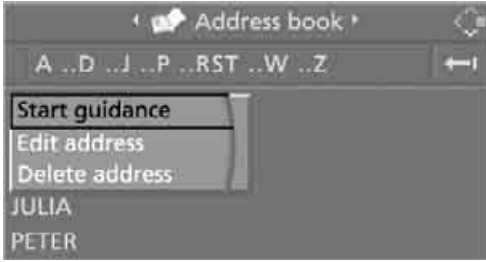 Address book
A ..D ..J ..P ..RST ..W ..Z
Start guidance
Edit address
Delete address
JULIA
PETER